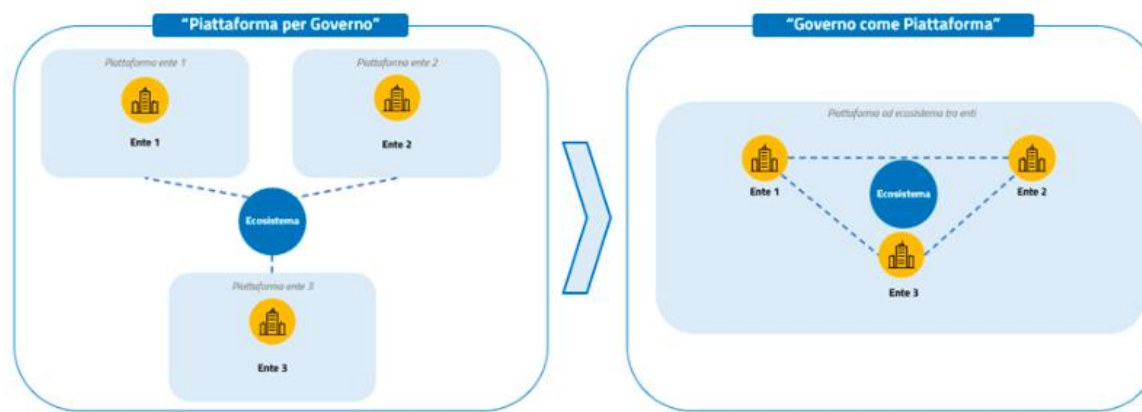 “Piattaforma per Governo”
Piattaforma ente 1
Ente 1
Piattaforma ente 2
Ente 2
Ecosistema
Piattaforma ente 3
Ente 3
“Governo come Piattaforma”
Piattaforma ad ecosistema tra enti
Ente 1
Ecosistema
Ente 2
Ente 3